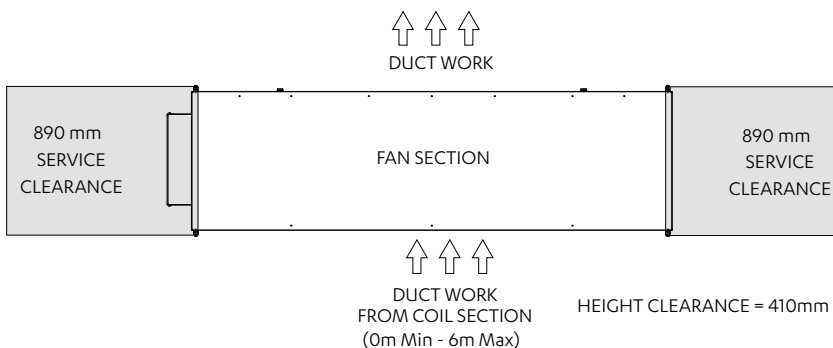 DUCT WORK
890 mm
SERVICE
CLEARANCE
FAN SECTION
890 mm
SERVICE
CLEARANCE
DUCT WORK
FROM COIL SECTION
(0m Min - 6m Max)
HEIGHT CLEARANCE = 410mm